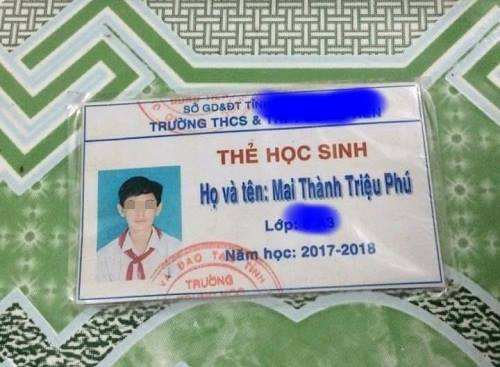 SỞ GD&ĐT TỈNH
TRƯỜNG THCS &
THẺ HỌC SINH
Họ và tên: Mai Thành Triệu Phú
Lớp:
Năm học: 2017-2018
TRƯỜNG